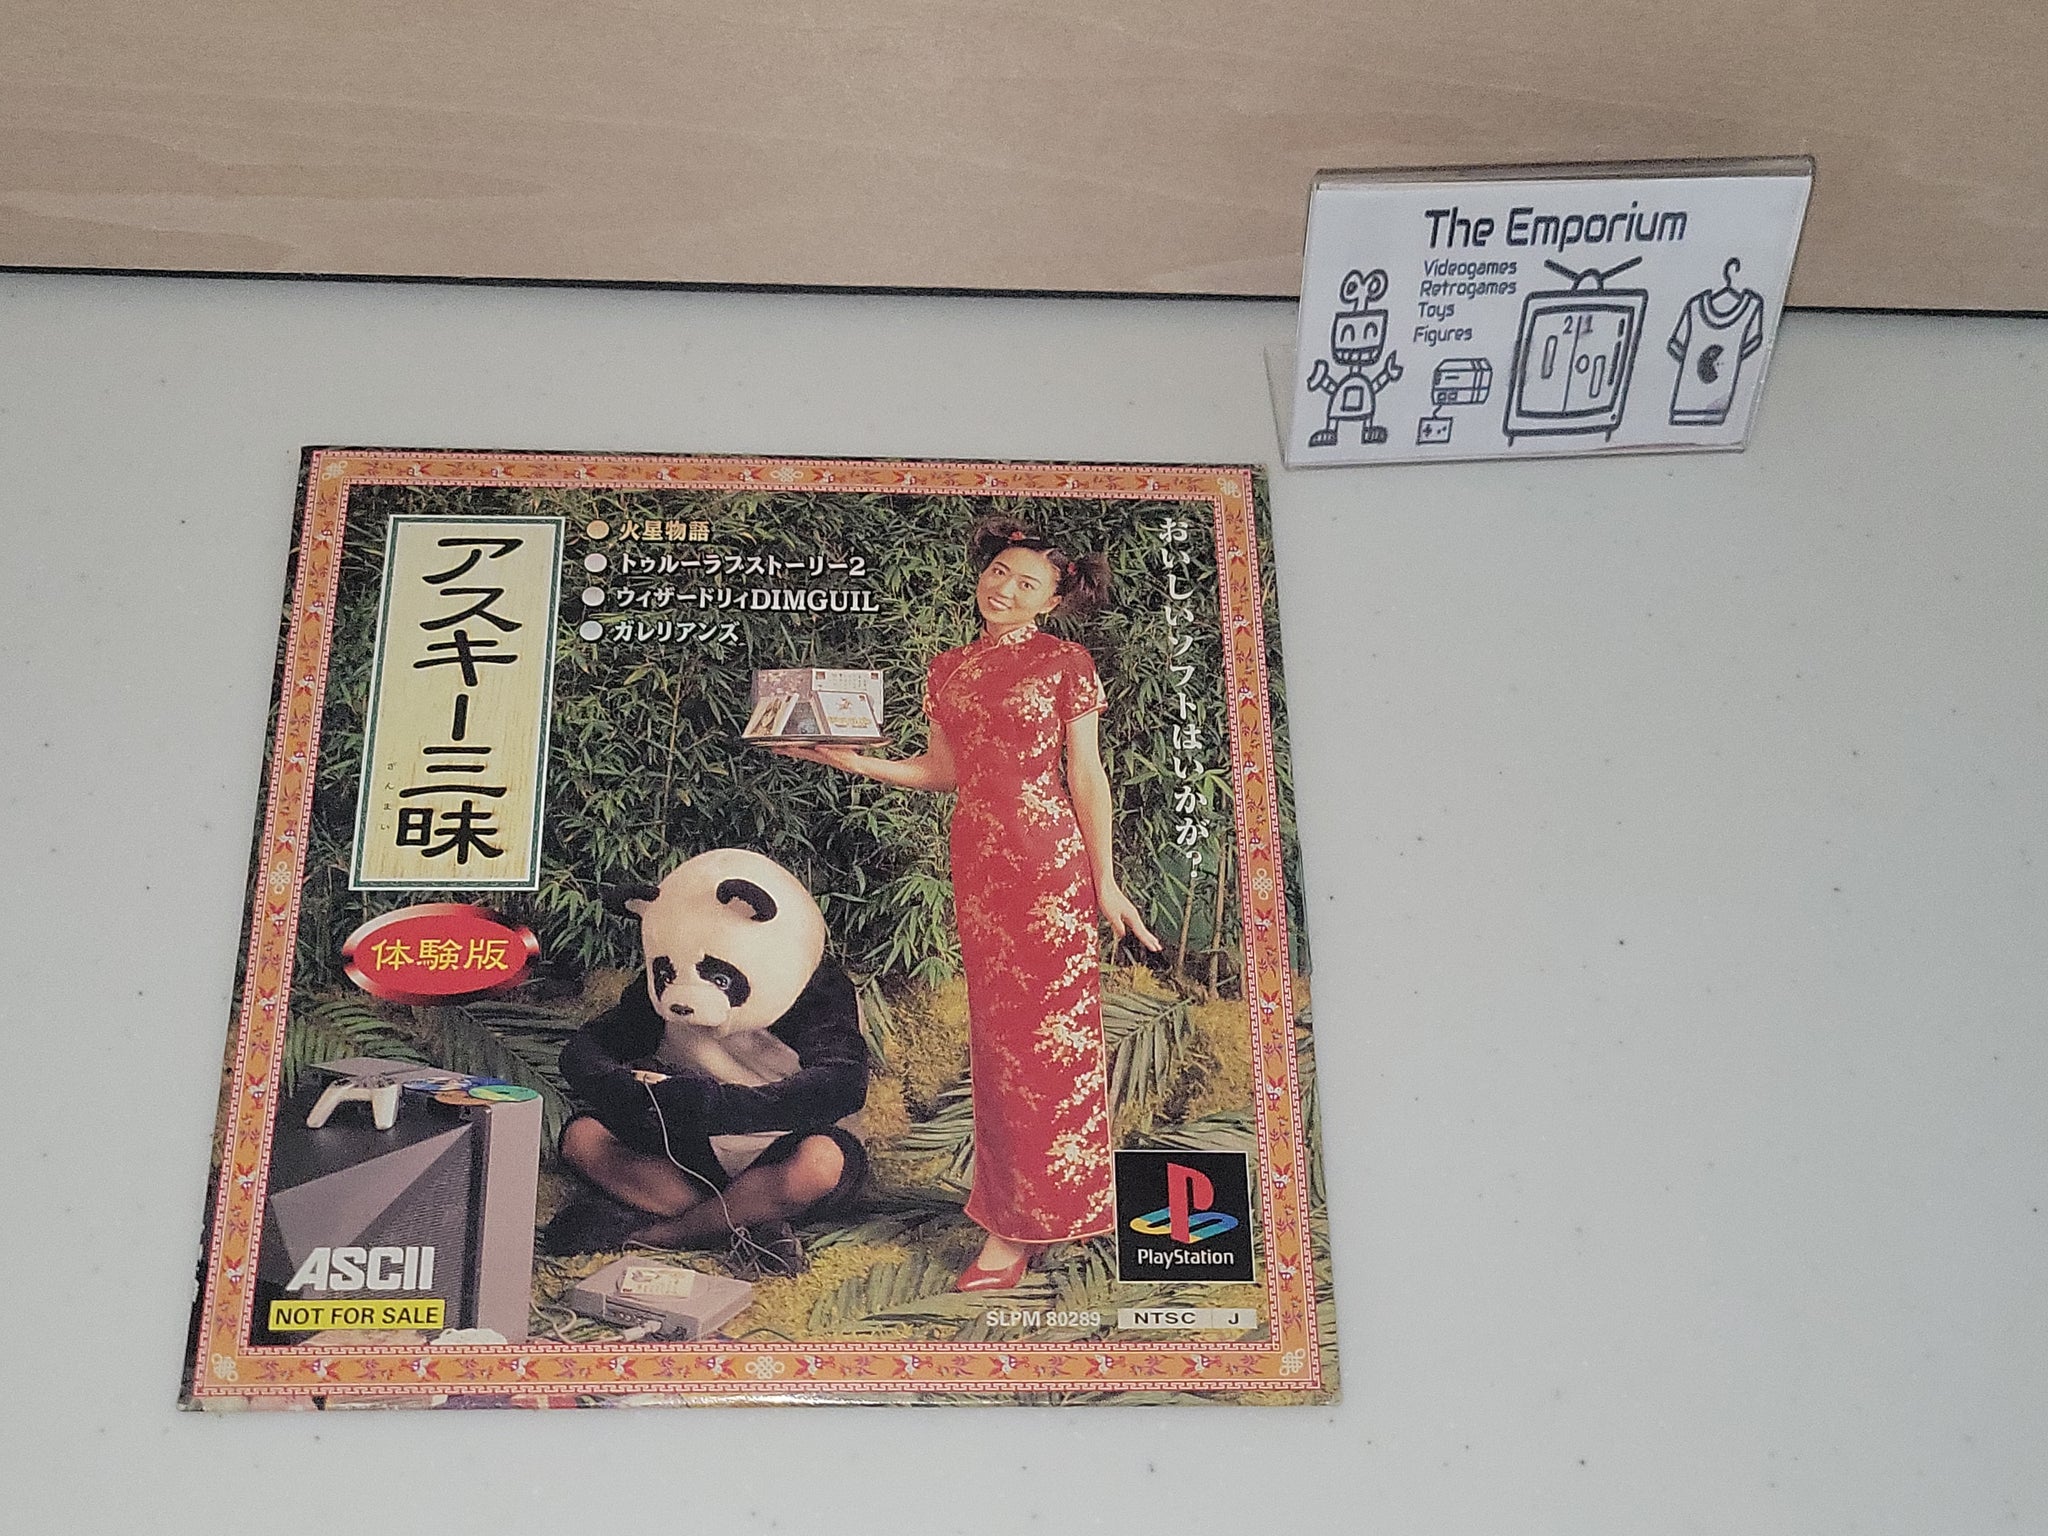 The Emporium
Videogames
Retrogames
Toys
Figures
21
アスキー三昧
ざんまい
火星物語
トゥルーラブストーリー2
ウィザードリィDIMGUIL
ガレリアンズ
おいしいソフトはいかが?
体験版
ASCII
NOT FOR SALE
PlayStation
SLPM 80289
NTSC J